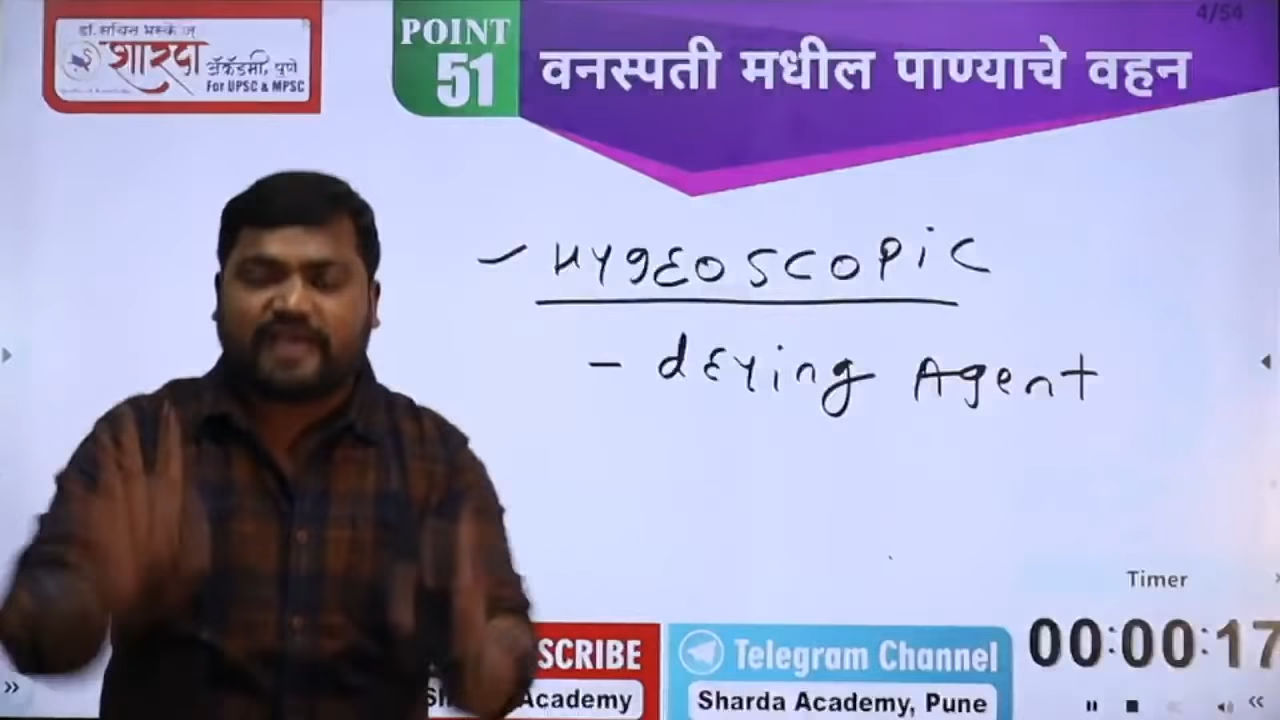 डॉ. सचिन भस्के ज्
शारदा
ॲकॅडमी, पुणे
For UPSC & MPSC
POINT
51
वनस्पती मधील पाण्याचे वहन
4/54
HYGROSCOPIC
- drying Agent
Timer
00:00:17
SCRIBE
Academy
Telegram Channel
Sharda Academy, Pune